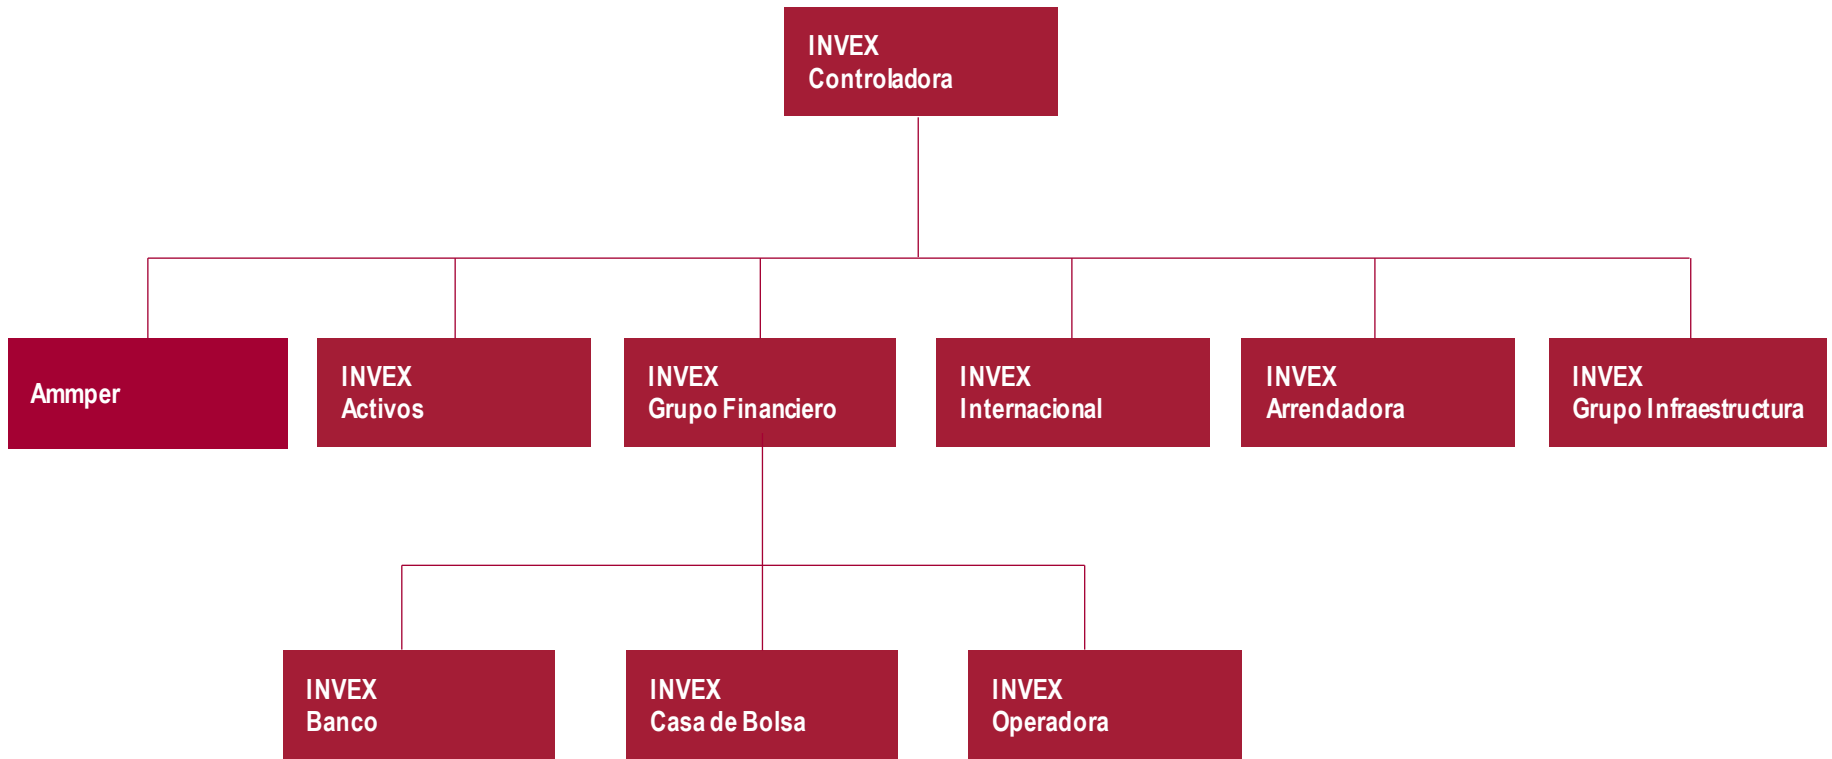 INVEX
Controladora
Ammper
INVEX
Activos
INVEX
Grupo Financiero
INVEX
Internacional
INVEX
Arrendadora
INVEX
Grupo Infraestructura
INVEX
Banco
INVEX
Casa de Bolsa
INVEX
Operadora